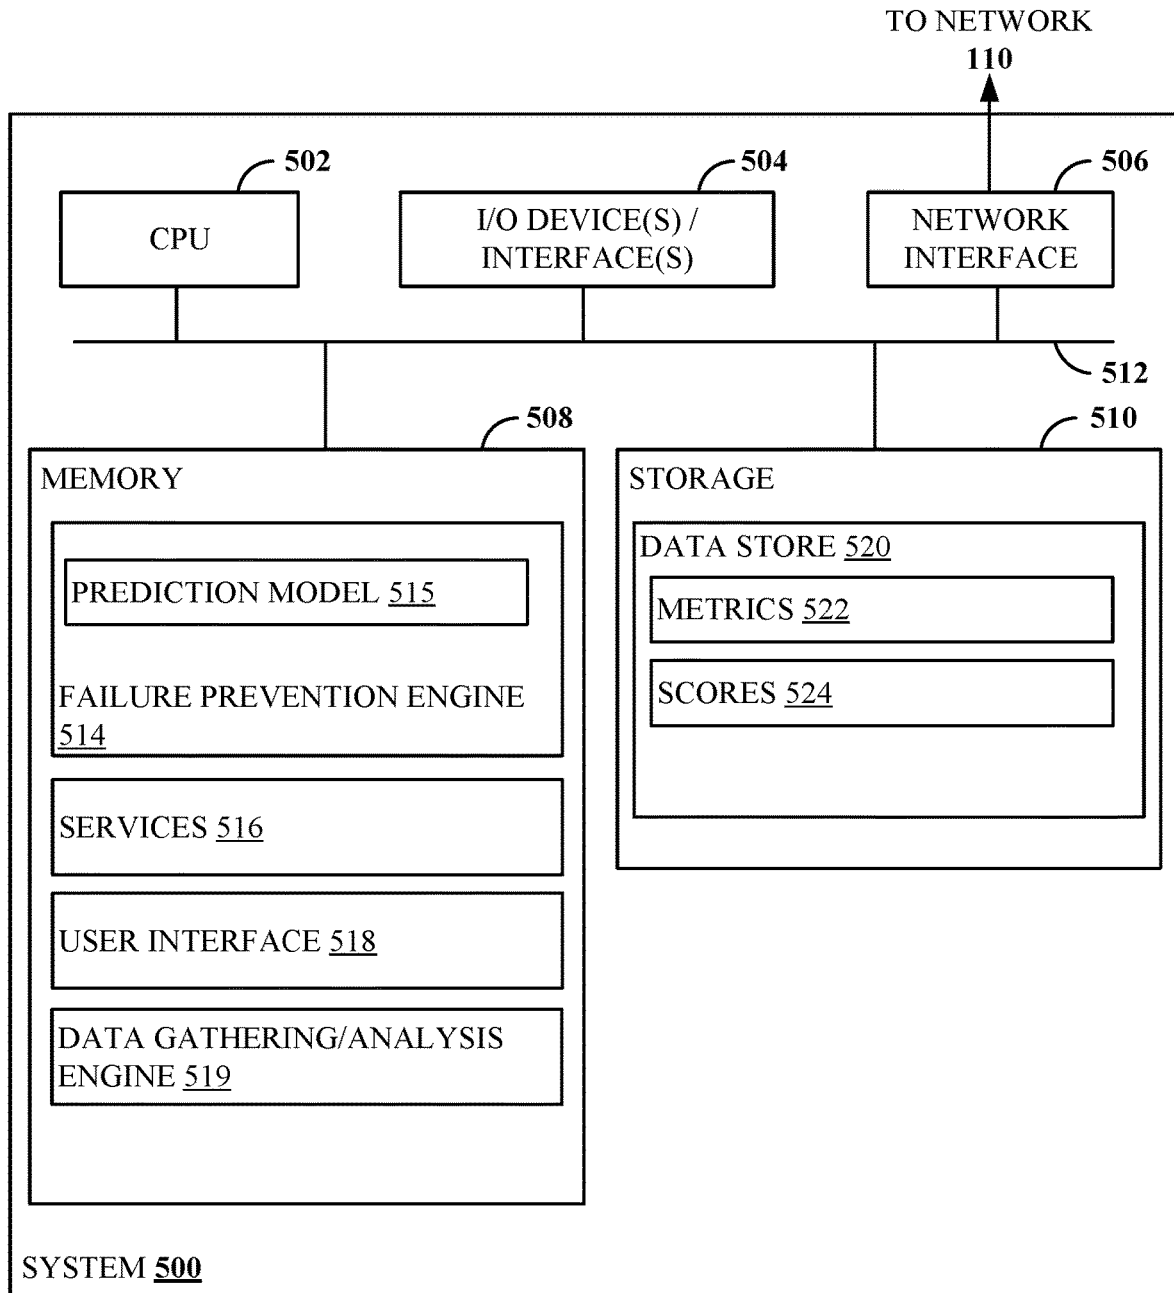 TO NETWORK
110
502
504
506
CPU
I/O DEVICE(S) /
INTERFACE(S)
NETWORK
INTERFACE
512
508
510
MEMORY
PREDICTION MODEL 515
FAILURE PREVENTION ENGINE
514
SERVICES 516
USER INTERFACE 518
DATA GATHERING/ANALYSIS
ENGINE 519
STORAGE
DATA STORE 520
METRICS 522
SCORES 524
SYSTEM 500